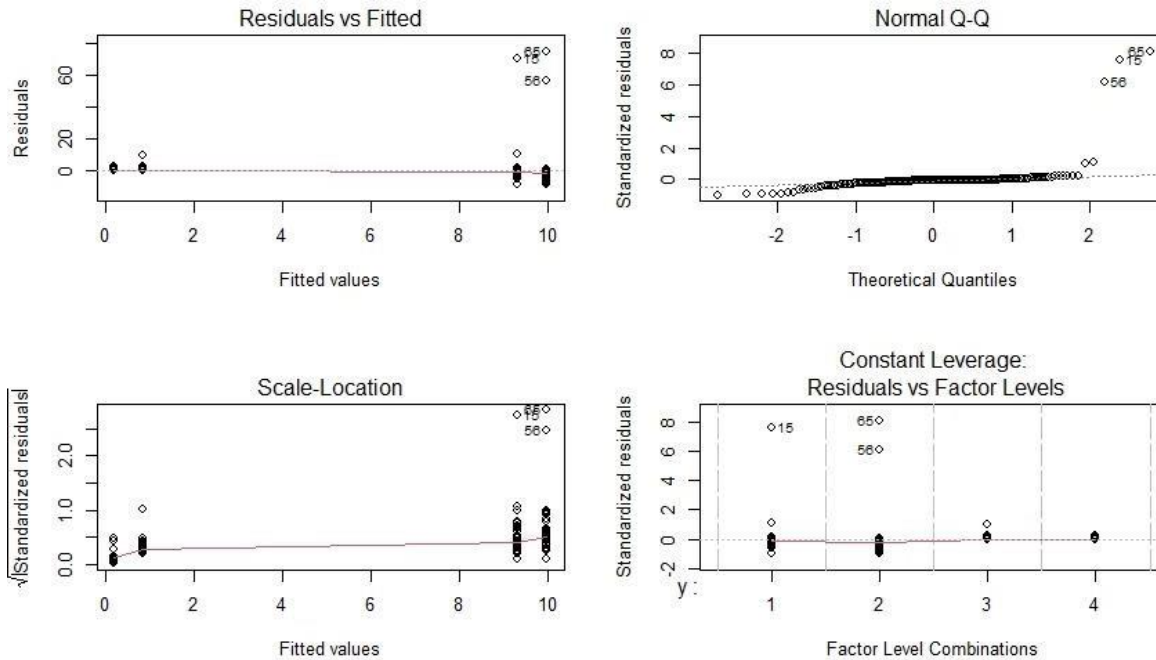 Residuals vs Fitted
Residuals
60
20
0
65
15
56
0 2 4 6 8 10
Fitted values
Normal Q-Q
Standardized residuals
8
6
4
2
0
65
15
56
-2 -1 0 1 2
Theoretical Quantiles
Scale-Location
√|Standardized residuals|
2.0
1.0
0.0
65
15
56
0 2 4 6 8 10
Fitted values
Constant Leverage:
Residuals vs Factor Levels
Standardized residuals
8
6
4
2
0
-2
15
65
56
y :
1 2 3 4
Factor Level Combinations